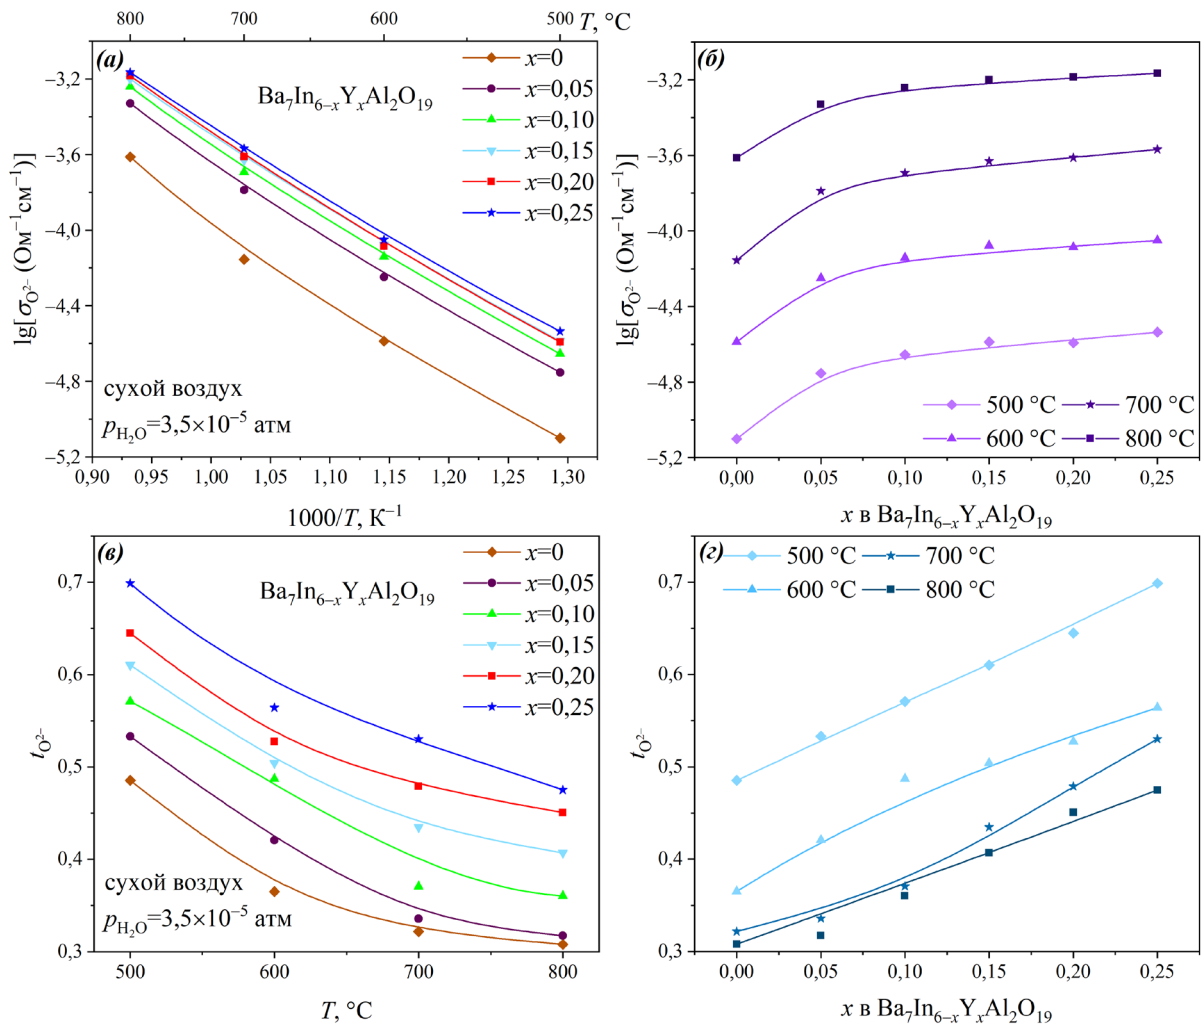 800 700 600 500 T, °C
(а)
x=0
x=0,05
x=0,10
x=0,15
x=0,20
x=0,25
Ba₇In₆₋ₓYₓAl₂O₁₉
–3,2
–3,6
–4,0
–4,4
–4,8
–5,2
lg[σ_O²⁻ (Ом⁻¹см⁻¹)]
сухой воздух
p_H₂O=3,5×10⁻⁵ атм
0,90 0,95 1,00 1,05 1,10 1,15 1,20 1,25 1,30
1000/T, К⁻¹
(б)
–3,2
–3,6
–4,0
–4,4
–4,8
–5,2
lg[σ_O²⁻ (Ом⁻¹см⁻¹)]
500 °C 700 °C
600 °C 800 °C
0,00 0,05 0,10 0,15 0,20 0,25
x в Ba₇In₆₋ₓYₓAl₂O₁₉
(в)
x=0
x=0,05
x=0,10
x=0,15
x=0,20
x=0,25
Ba₇In₆₋ₓYₓAl₂O₁₉
0,7
0,6
0,5
0,4
0,3
t_O²⁻
сухой воздух
p_H₂O=3,5×10⁻⁵ атм
500 600 700 800
T, °C
(г)
500 °C 700 °C
600 °C 800 °C
0,7
0,6
0,5
0,4
0,3
t_O²⁻
0,00 0,05 0,10 0,15 0,20 0,25
x в Ba₇In₆₋ₓYₓAl₂O₁₉